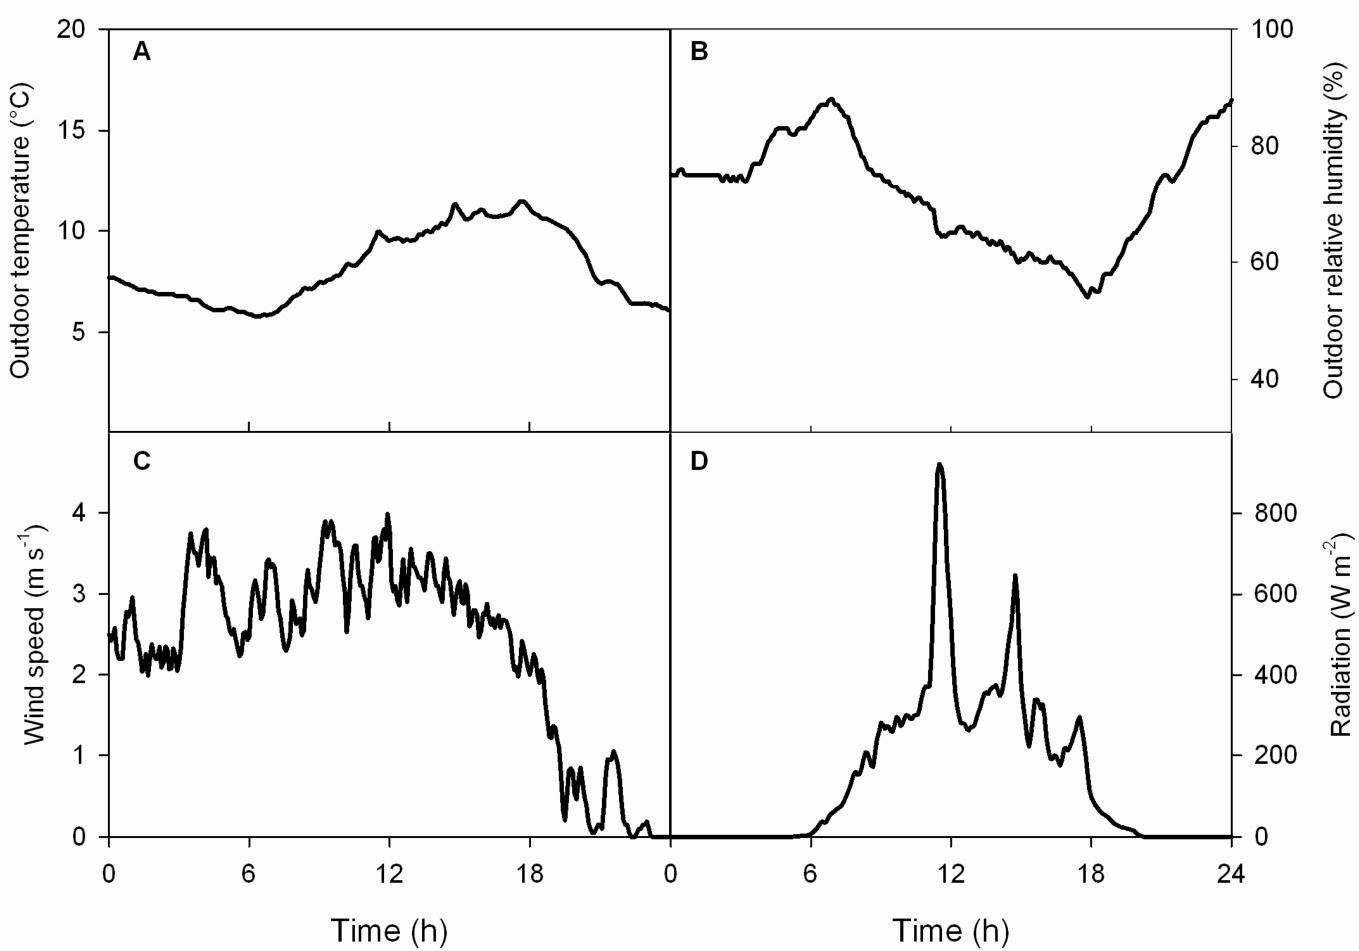 A
B
20
15
10
5
Outdoor temperature (°C)
100
80
60
40
Outdoor relative humidity (%)
C
D
4
3
2
1
0
Wind speed (m s-1)
800
600
400
200
0
Radiation (W m-2)
0 6 12 18 0 6 12 18 24
Time (h) Time (h)